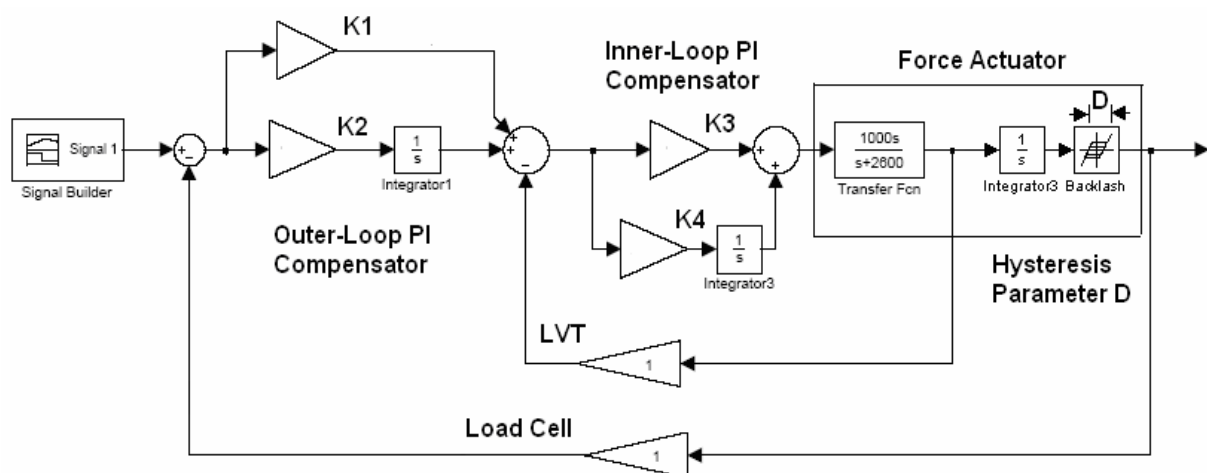 K1
Inner-Loop PI
Compensator
Force Actuator
D
Signal 1
Signal Builder
+
-
K2
1
s
Integrator1
+
+
-
K3
+
+
1000s
s+2600
Transfer Fcn
1
s
Integrator3
Backlash
K4
1
s
Integrator3
Outer-Loop PI
Compensator
Hysteresis
Parameter D
LVT
1
Load Cell
1